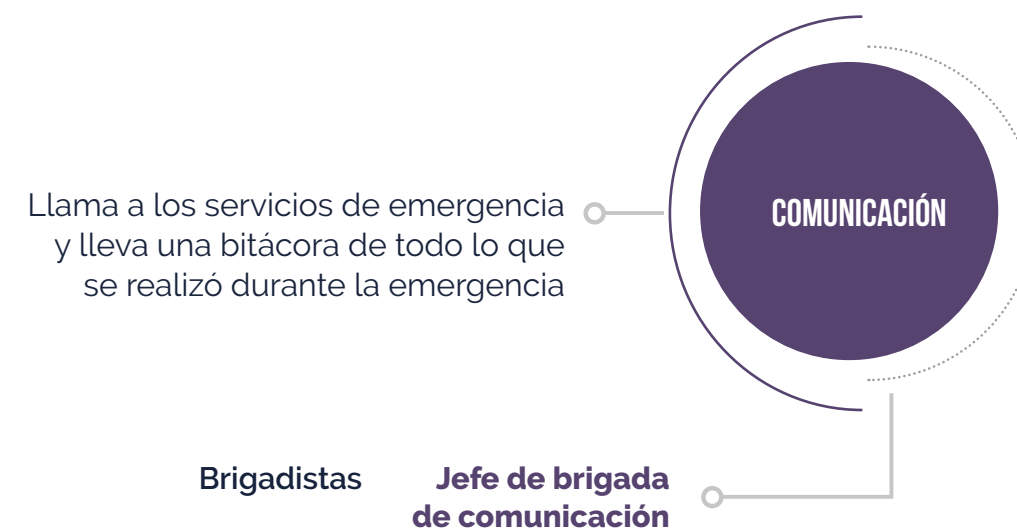 COMUNICACIÓN
Llama a los servicios de emergencia
y lleva una bitácora de todo lo que
se realizó durante la emergencia
Brigadistas
Jefe de brigada
de comunicación